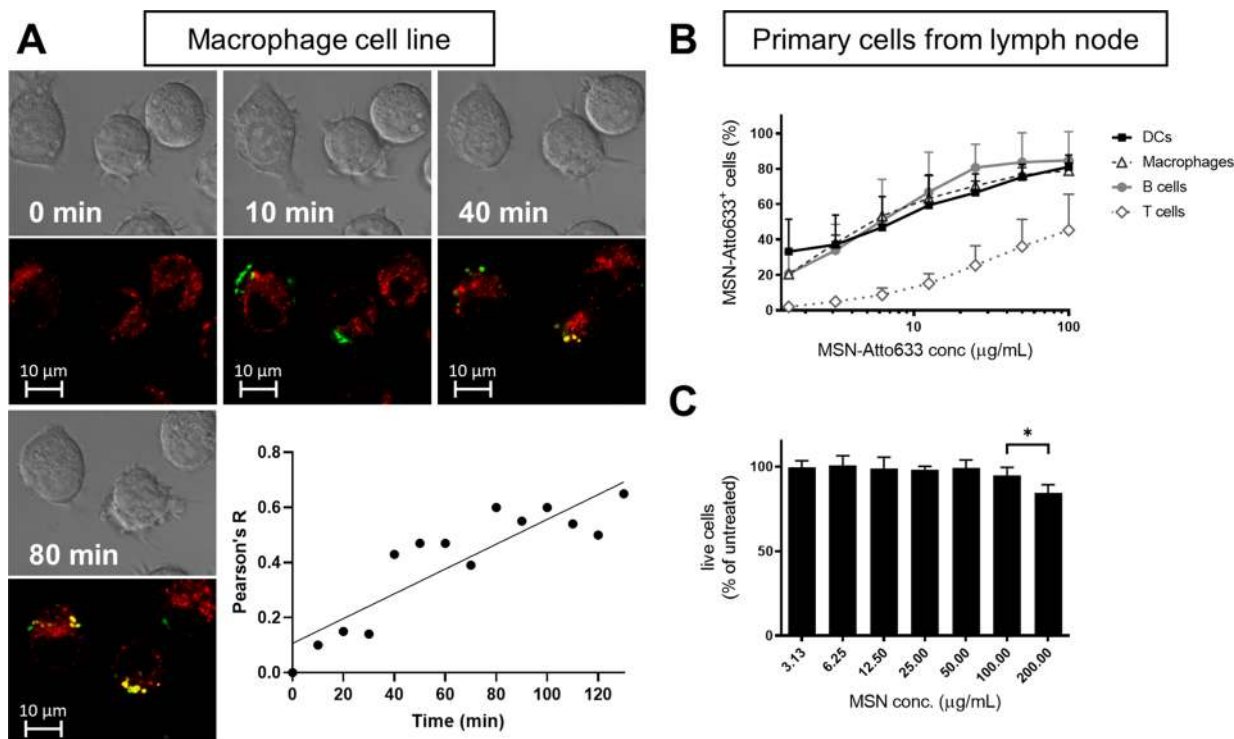 A
Macrophage cell line
0 min
10 min
40 min
10 µm
10 µm
10 µm
80 min
10 µm
Pearson's R
0.8
0.6
0.4
0.2
0.0
0 20 40 60 80 100 120
Time (min)
B
Primary cells from lymph node
MSN-Atto633⁺ cells (%)
100
80
60
40
20
0
10 100
MSN-Atto633 conc (µg/mL)
DCs
Macrophages
B cells
T cells
C
live cells
(% of untreated)
100
50
0
*
3.13 6.25 12.50 25.00 50.00 100.00 200.00
MSN conc. (µg/mL)